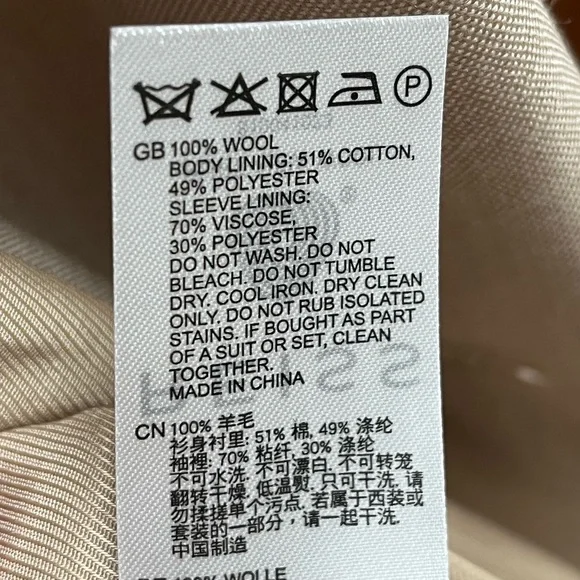 P
GB 100% WOOL
BODY LINING: 51% COTTON,
49% POLYESTER
SLEEVE LINING:
70% VISCOSE,
30% POLYESTER
DO NOT WASH. DO NOT
BLEACH. DO NOT TUMBLE
DRY. COOL IRON. DRY CLEAN
ONLY. DO NOT RUB ISOLATED
STAINS. IF BOUGHT AS PART
OF A SUIT OR SET, CLEAN
TOGETHER.
MADE IN CHINA
CN 100% 羊毛
衫身衬里: 51% 棉, 49% 涤纶
袖裡: 70% 粘纤, 30% 涤纶
不可水洗. 不可漂白. 不可转笼
翻转干燥. 低温熨. 只可干洗. 请
勿揉搓单个污点. 若属于西装或
套装的一部分, 请一起干洗.
中国制造
100% WOLLE